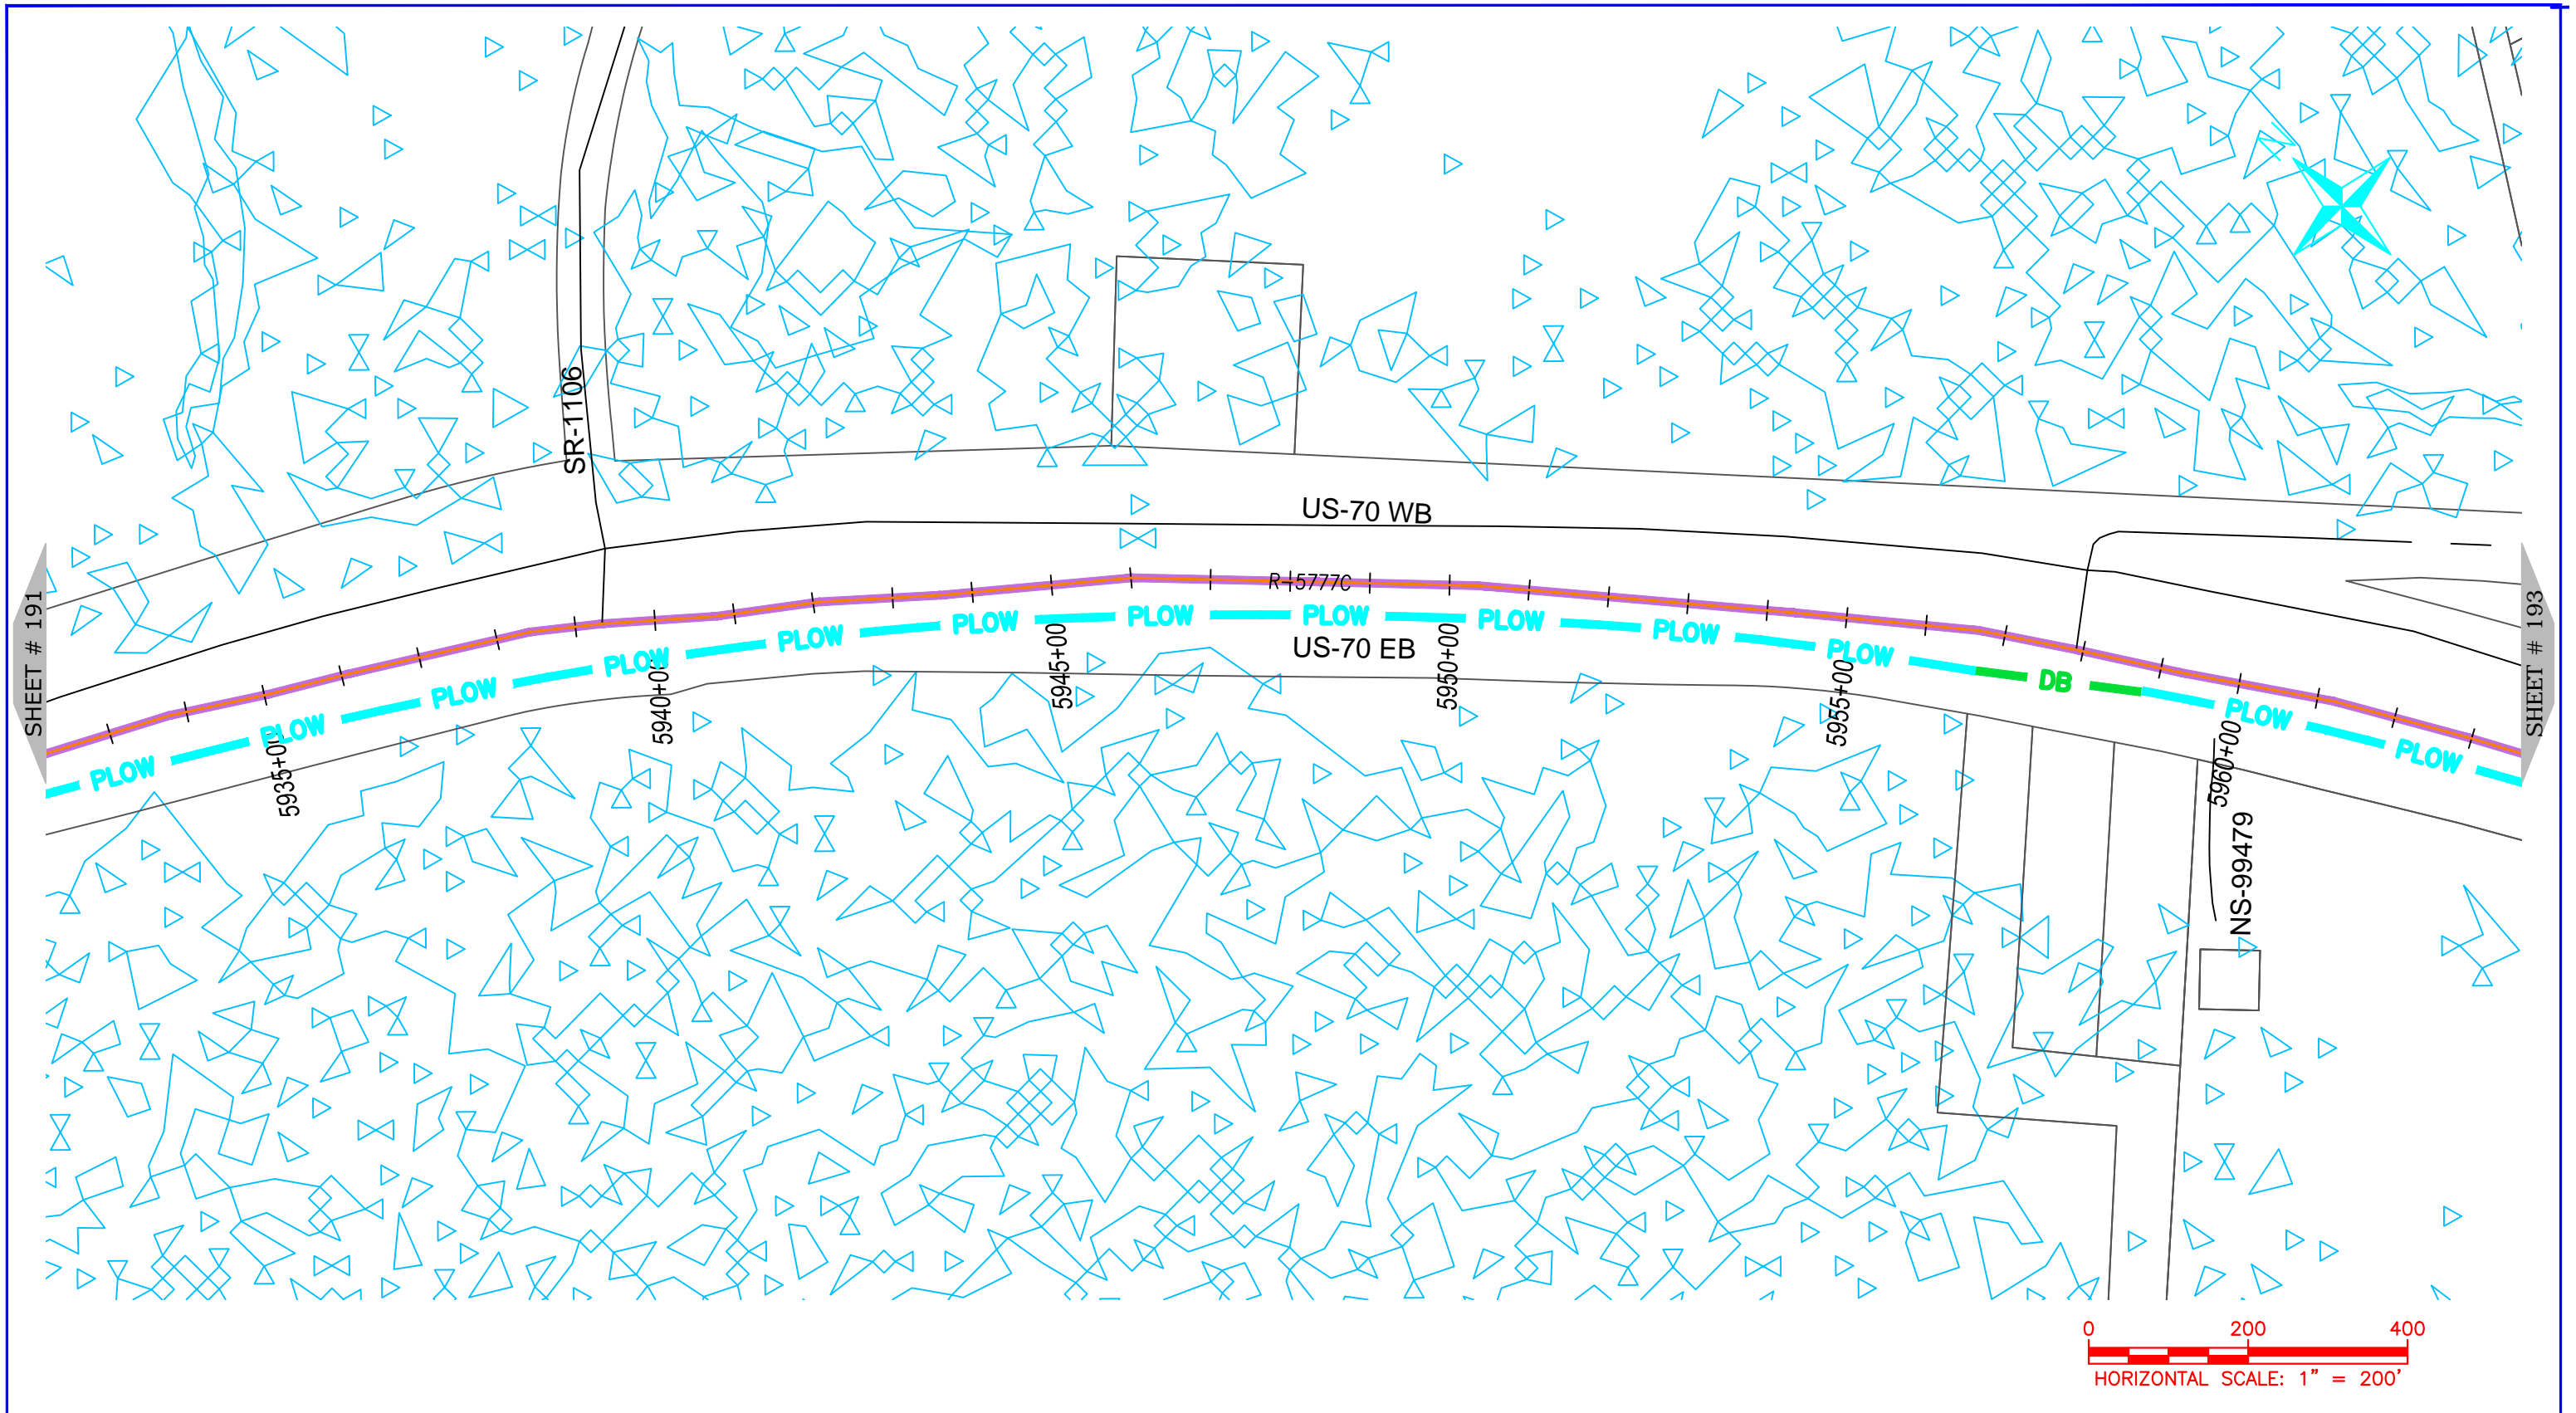 SR-1106
US-70 WB
R-5777C
US-70 EB
SHEET # 191
SHEET # 193
PLOW
PLOW
PLOW
PLOW
PLOW
PLOW
PLOW
PLOW
PLOW
PLOW
PLOW
DB
PLOW
PLOW
5935+00
5940+00
5945+00
5950+00
5955+00
5960+00
NS-99479
0 200 400
HORIZONTAL SCALE: 1" = 200'